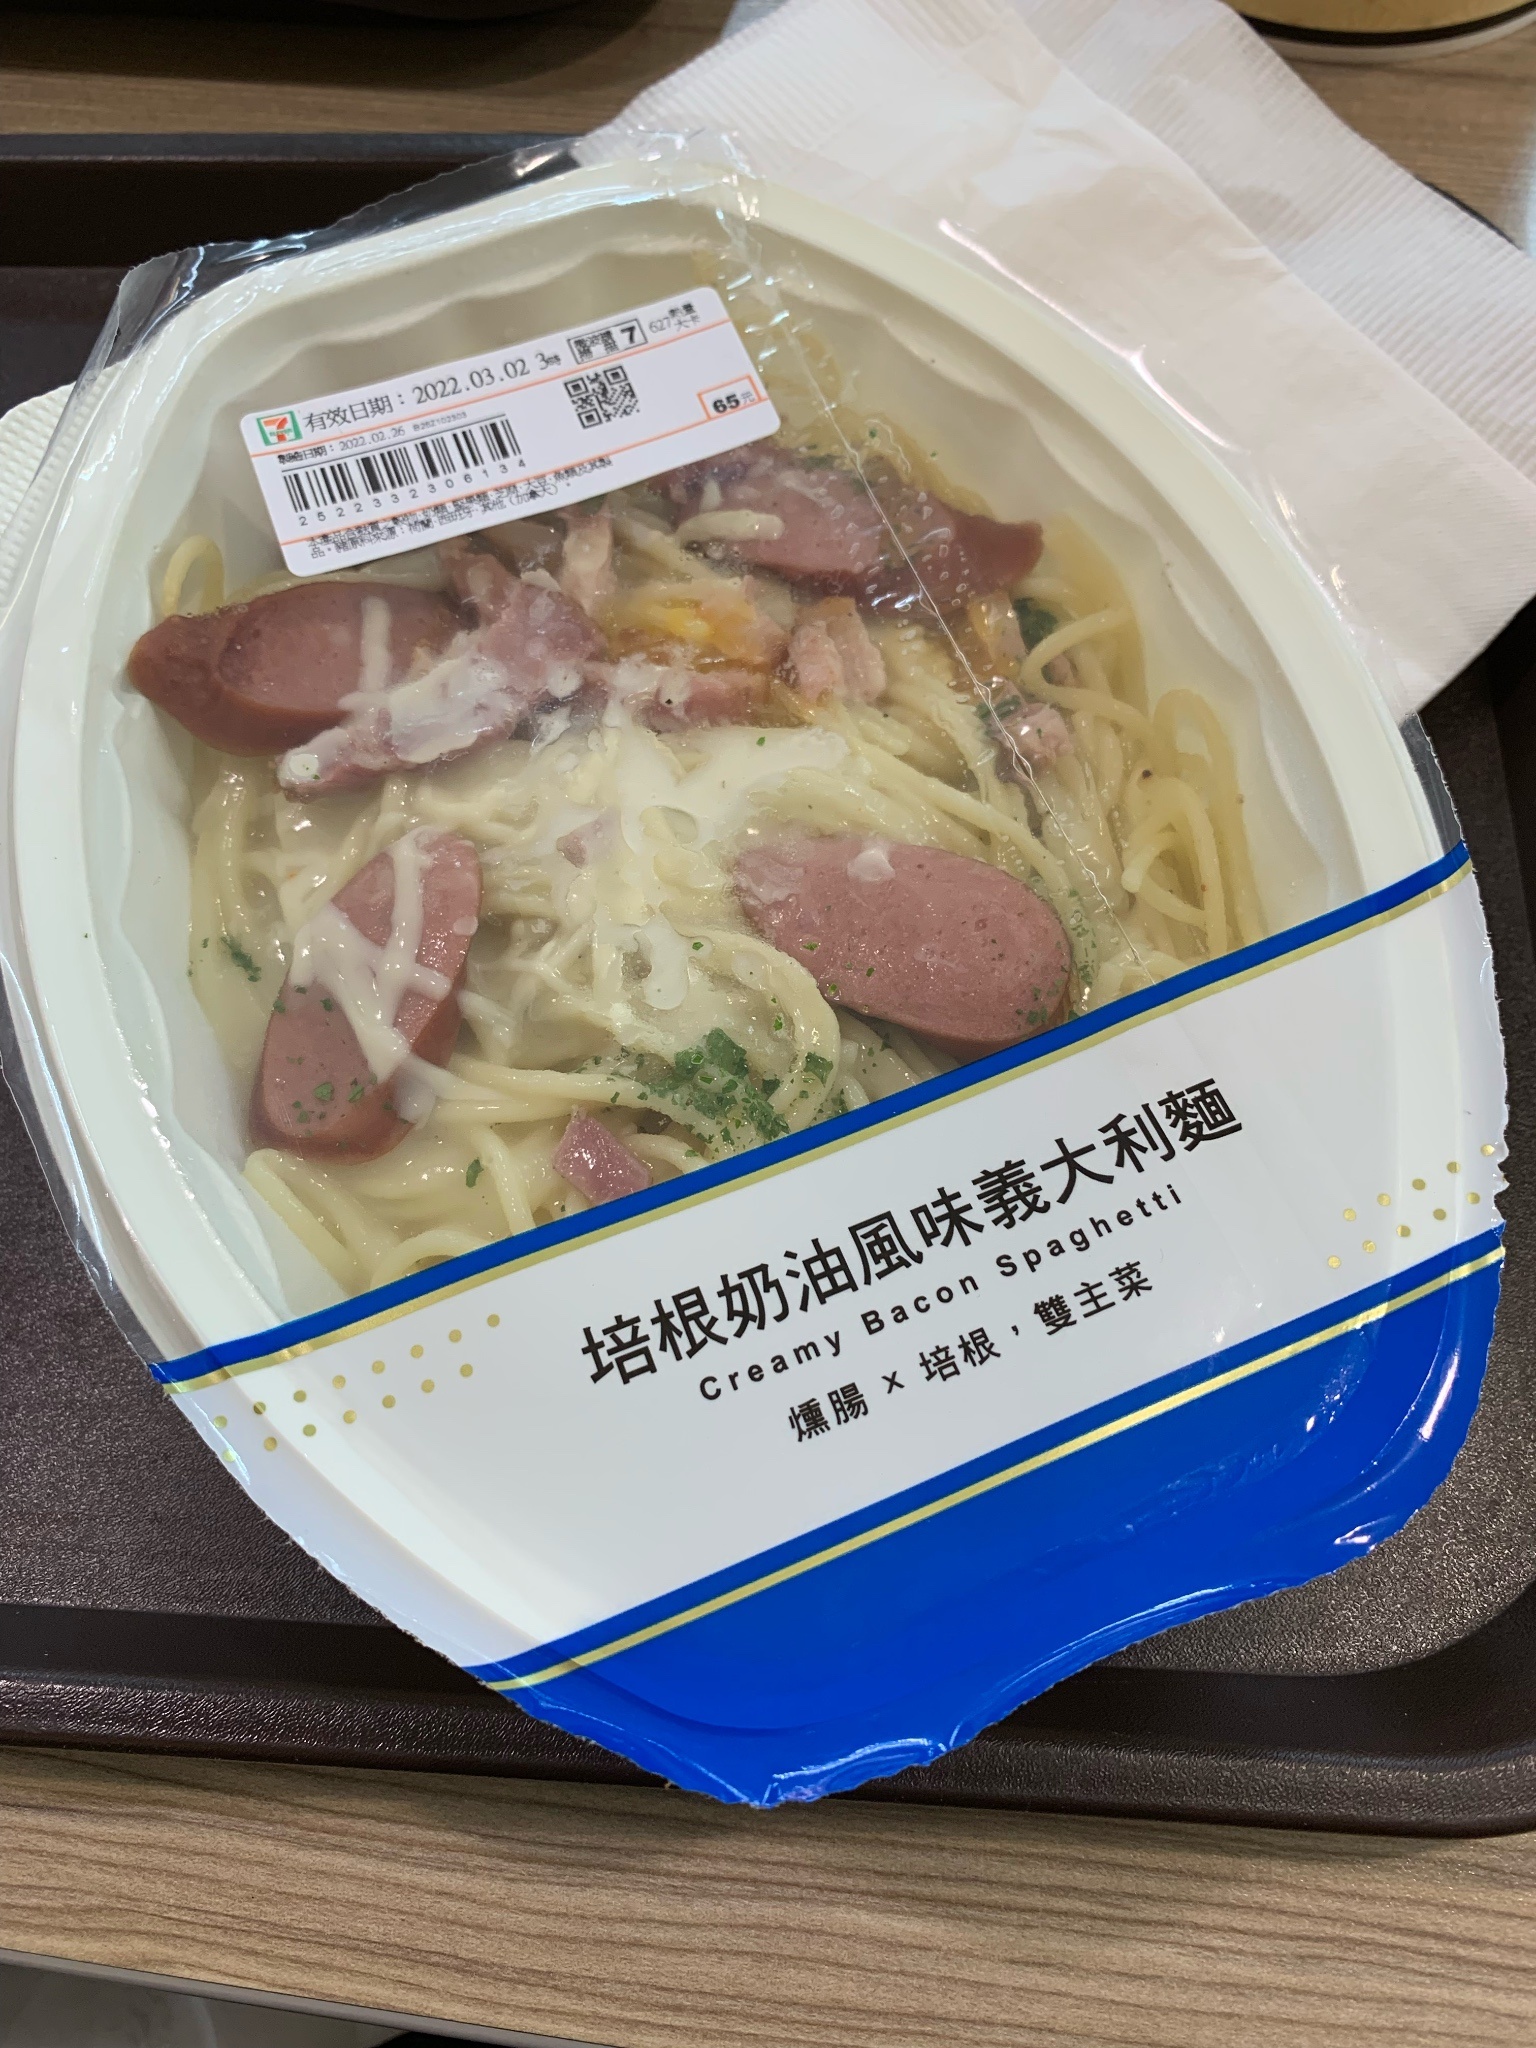 有效日期：2022.03.02 3時
7
627大卡
熱量
製造日期：2022.02.26
65元
2522332306134
培根奶油風味義大利麵
Creamy Bacon Spaghetti
燻腸 x 培根，雙主菜